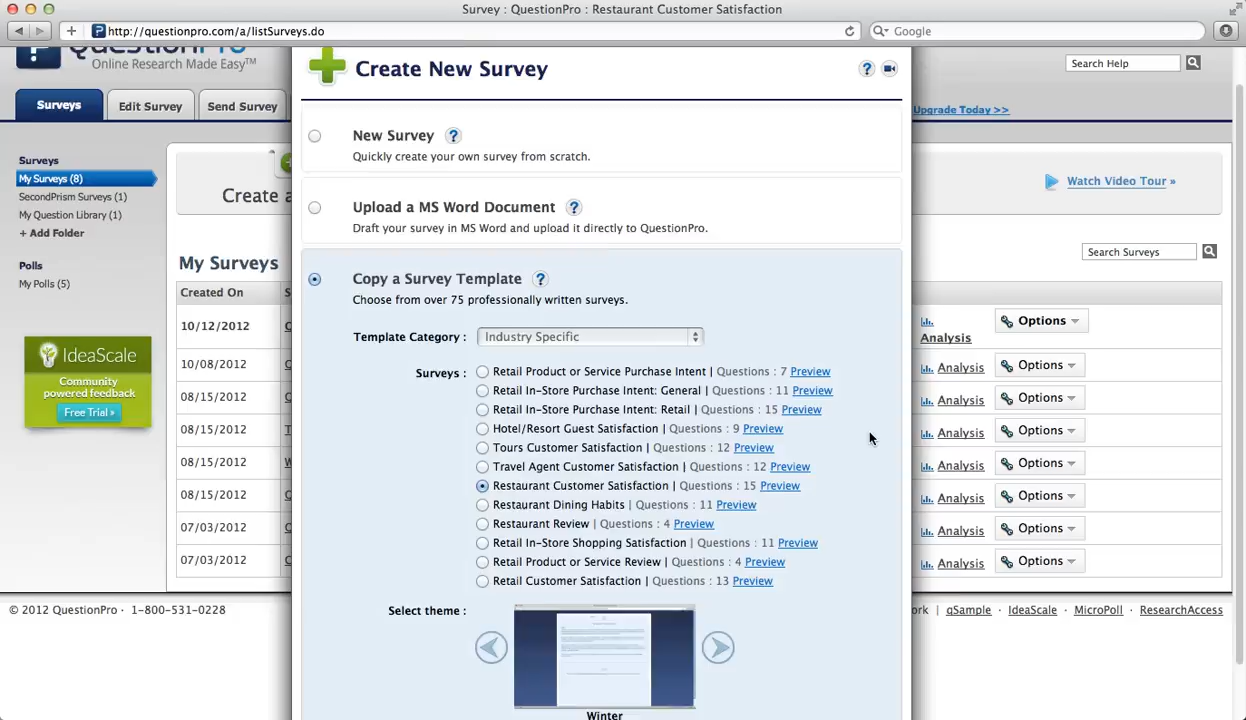 Survey : QuestionPro : Restaurant Customer Satisfaction
http://questionpro.com/a/listSurveys.do
Google
QuestionPro
Online Research Made Easy™
Create New Survey
?
Search Help
Surveys
Edit Survey
Send Survey
Upgrade Today >>
New Survey ?
Quickly create your own survey from scratch.
Surveys
My Surveys (8)
SecondPrism Surveys (1)
My Question Library (1)
+ Add Folder
Create a
Watch Video Tour »
Upload a MS Word Document ?
Draft your survey in MS Word and upload it directly to QuestionPro.
Polls
My Polls (5)
My Surveys
Search Surveys
Created On
S
Copy a Survey Template ?
Choose from over 75 professionally written surveys.
10/12/2012
Analysis
Options
10/08/2012
Analysis
Options
08/15/2012
Analysis
Options
08/15/2012
Analysis
Options
08/15/2012
Analysis
Options
08/15/2012
Analysis
Options
07/03/2012
Analysis
Options
07/03/2012
Analysis
Options
IdeaScale
Community
powered feedback
Free Trial »
Template Category :
Industry Specific
Surveys :
Retail Product or Service Purchase Intent | Questions : 7 Preview
Retail In-Store Purchase Intent: General | Questions : 11 Preview
Retail In-Store Purchase Intent: Retail | Questions : 15 Preview
Hotel/Resort Guest Satisfaction | Questions : 9 Preview
Tours Customer Satisfaction | Questions : 12 Preview
Travel Agent Customer Satisfaction | Questions : 12 Preview
Restaurant Customer Satisfaction | Questions : 15 Preview
Restaurant Dining Habits | Questions : 11 Preview
Restaurant Review | Questions : 4 Preview
Retail In-Store Shopping Satisfaction | Questions : 11 Preview
Retail Product or Service Review | Questions : 4 Preview
Retail Customer Satisfaction | Questions : 13 Preview
Select theme :
Winter
© 2012 QuestionPro · 1-800-531-0228
ork | qSample · IdeaScale · MicroPoll · ResearchAccess